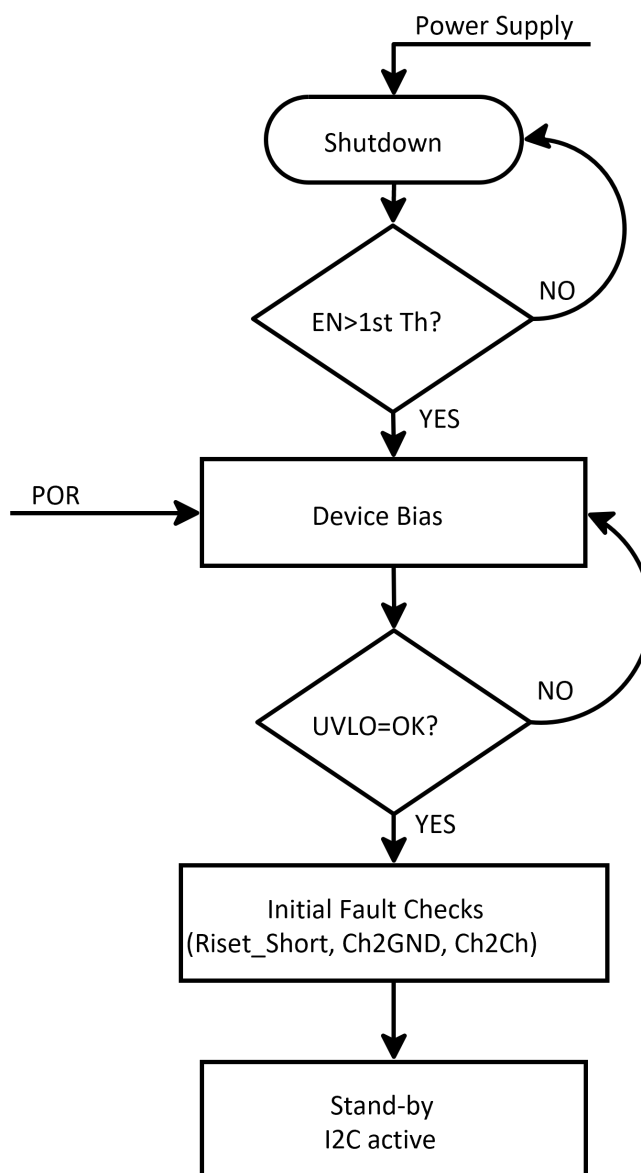 Power Supply
Shutdown
NO
EN>1st Th?
YES
POR
Device Bias
NO
UVLO=OK?
YES
Initial Fault Checks
(Riset_Short, Ch2GND, Ch2Ch)
Stand-by
I2C active